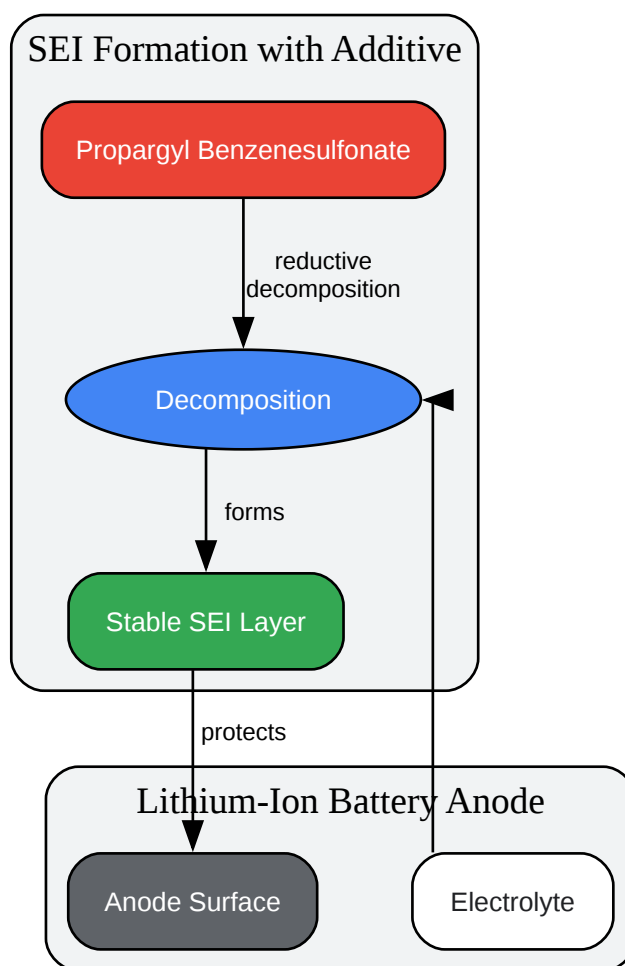 SEI Formation with Additive
Propargyl Benzenesulfonate
reductive
decomposition
Decomposition
forms
Stable SEI Layer
protects
Lithium-Ion Battery Anode
Anode Surface
Electrolyte